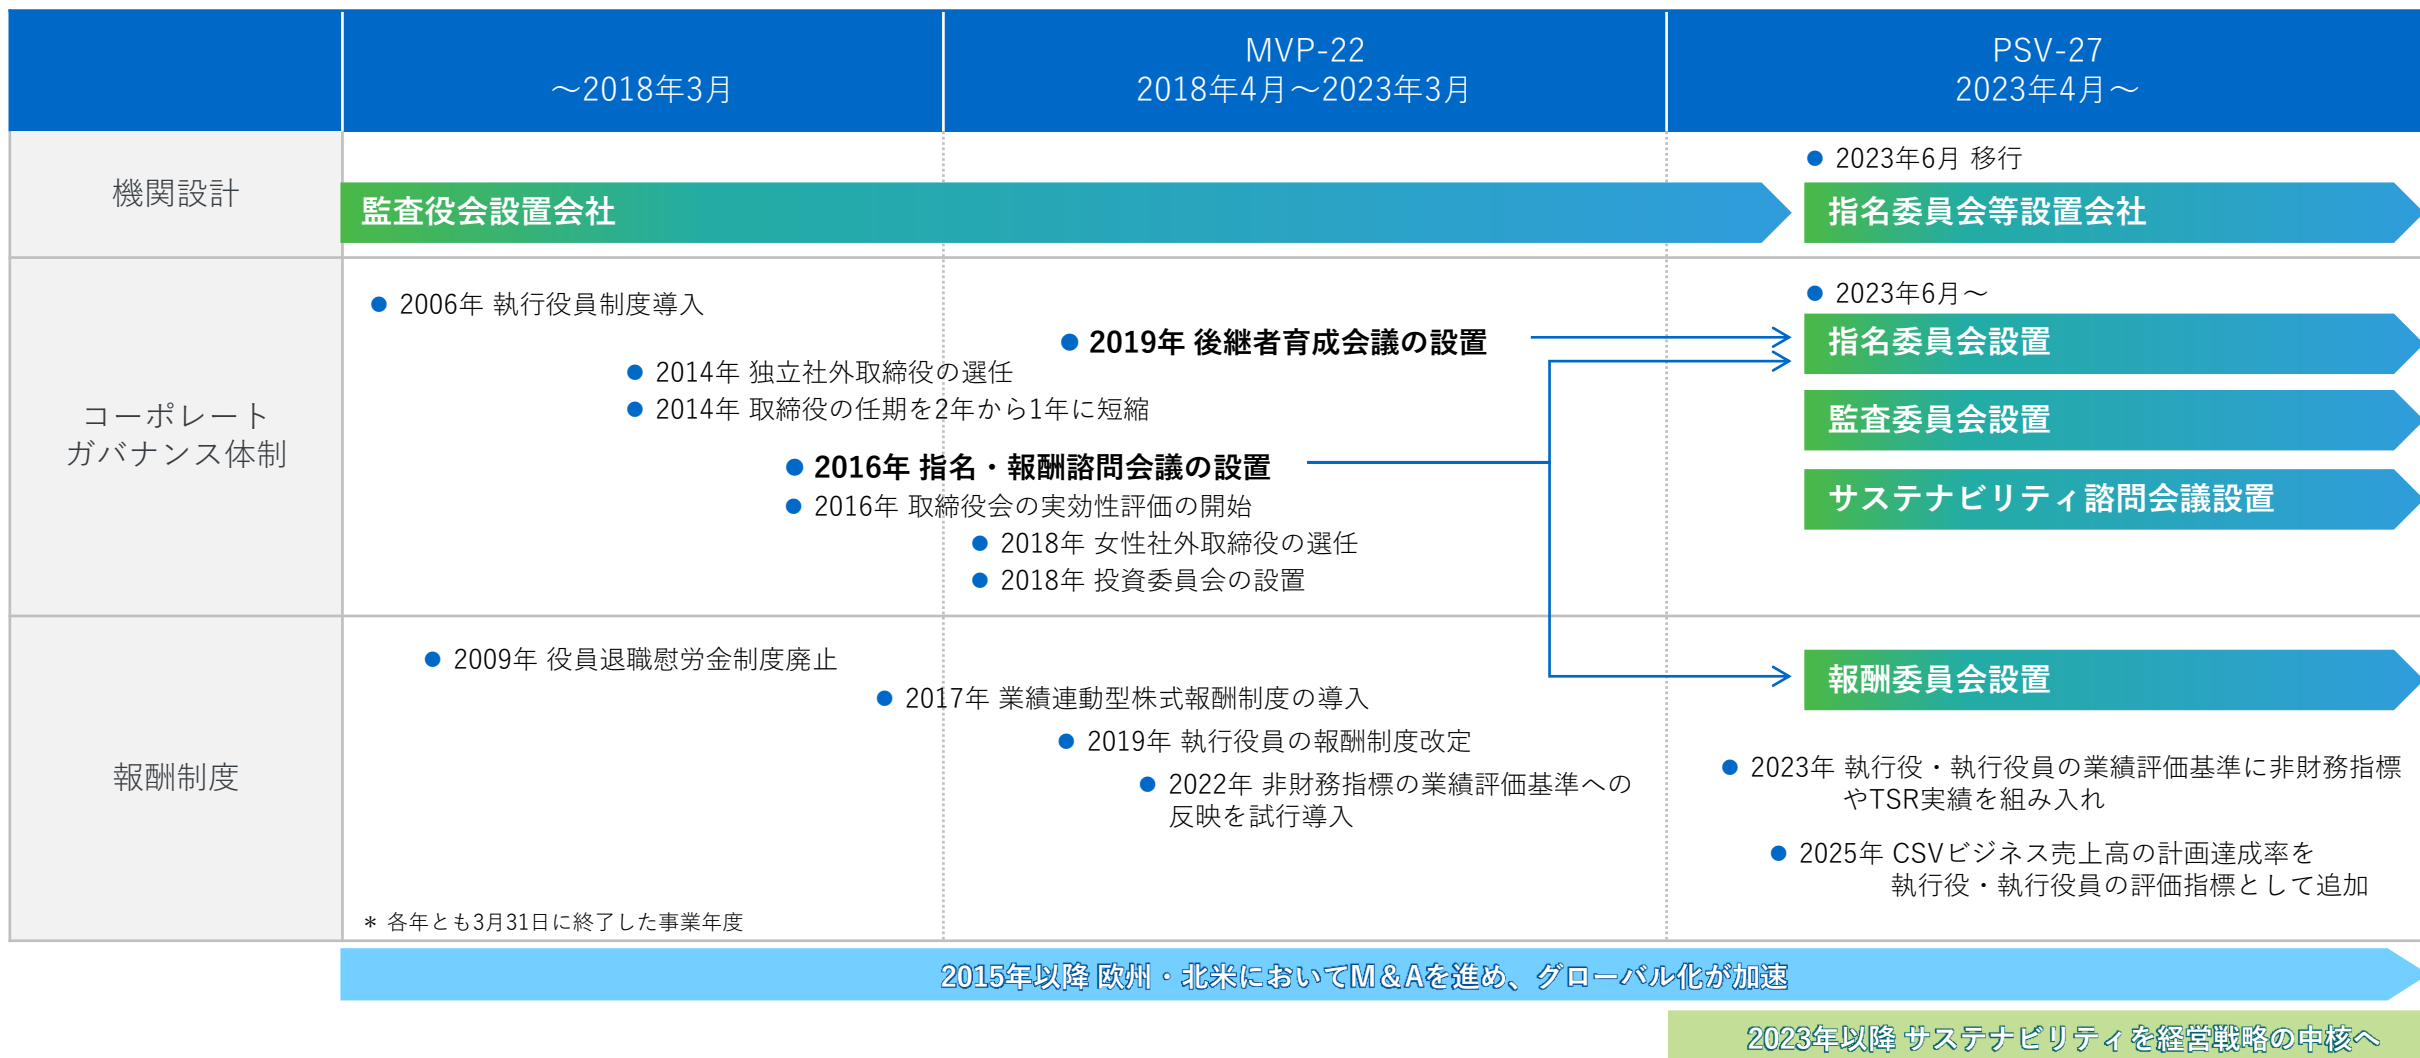 ~2018年3月
MVP-22
2018年4月~2023年3月
PSV-27
2023年4月~
機関設計
監査役会設置会社
● 2023年6月 移行
指名委員会等設置会社
コーポレート
ガバナンス体制
● 2006年 執行役員制度導入
● 2019年 後継者育成会議の設置
● 2014年 独立社外取締役の選任
● 2014年 取締役の任期を2年から1年に短縮
● 2016年 指名・報酬諮問会議の設置
● 2016年 取締役会の実効性評価の開始
● 2018年 女性社外取締役の選任
● 2018年 投資委員会の設置
● 2023年6月~
指名委員会設置
監査委員会設置
サステナビリティ諮問会議設置
報酬制度
● 2009年 役員退職慰労金制度廃止
● 2017年 業績連動型株式報酬制度の導入
● 2019年 執行役員の報酬制度改定
● 2022年 非財務指標の業績評価基準への
反映を試行導入
報酬委員会設置
● 2023年 執行役・執行役員の業績評価基準に非財務指標
やTSR実績を組み入れ
● 2025年 CSVビジネス売上高の計画達成率を
執行役・執行役員の評価指標として追加
* 各年とも3月31日に終了した事業年度
2015年以降 欧州・北米においてM&Aを進め、グローバル化が加速
2023年以降 サステナビリティを経営戦略の中核へ